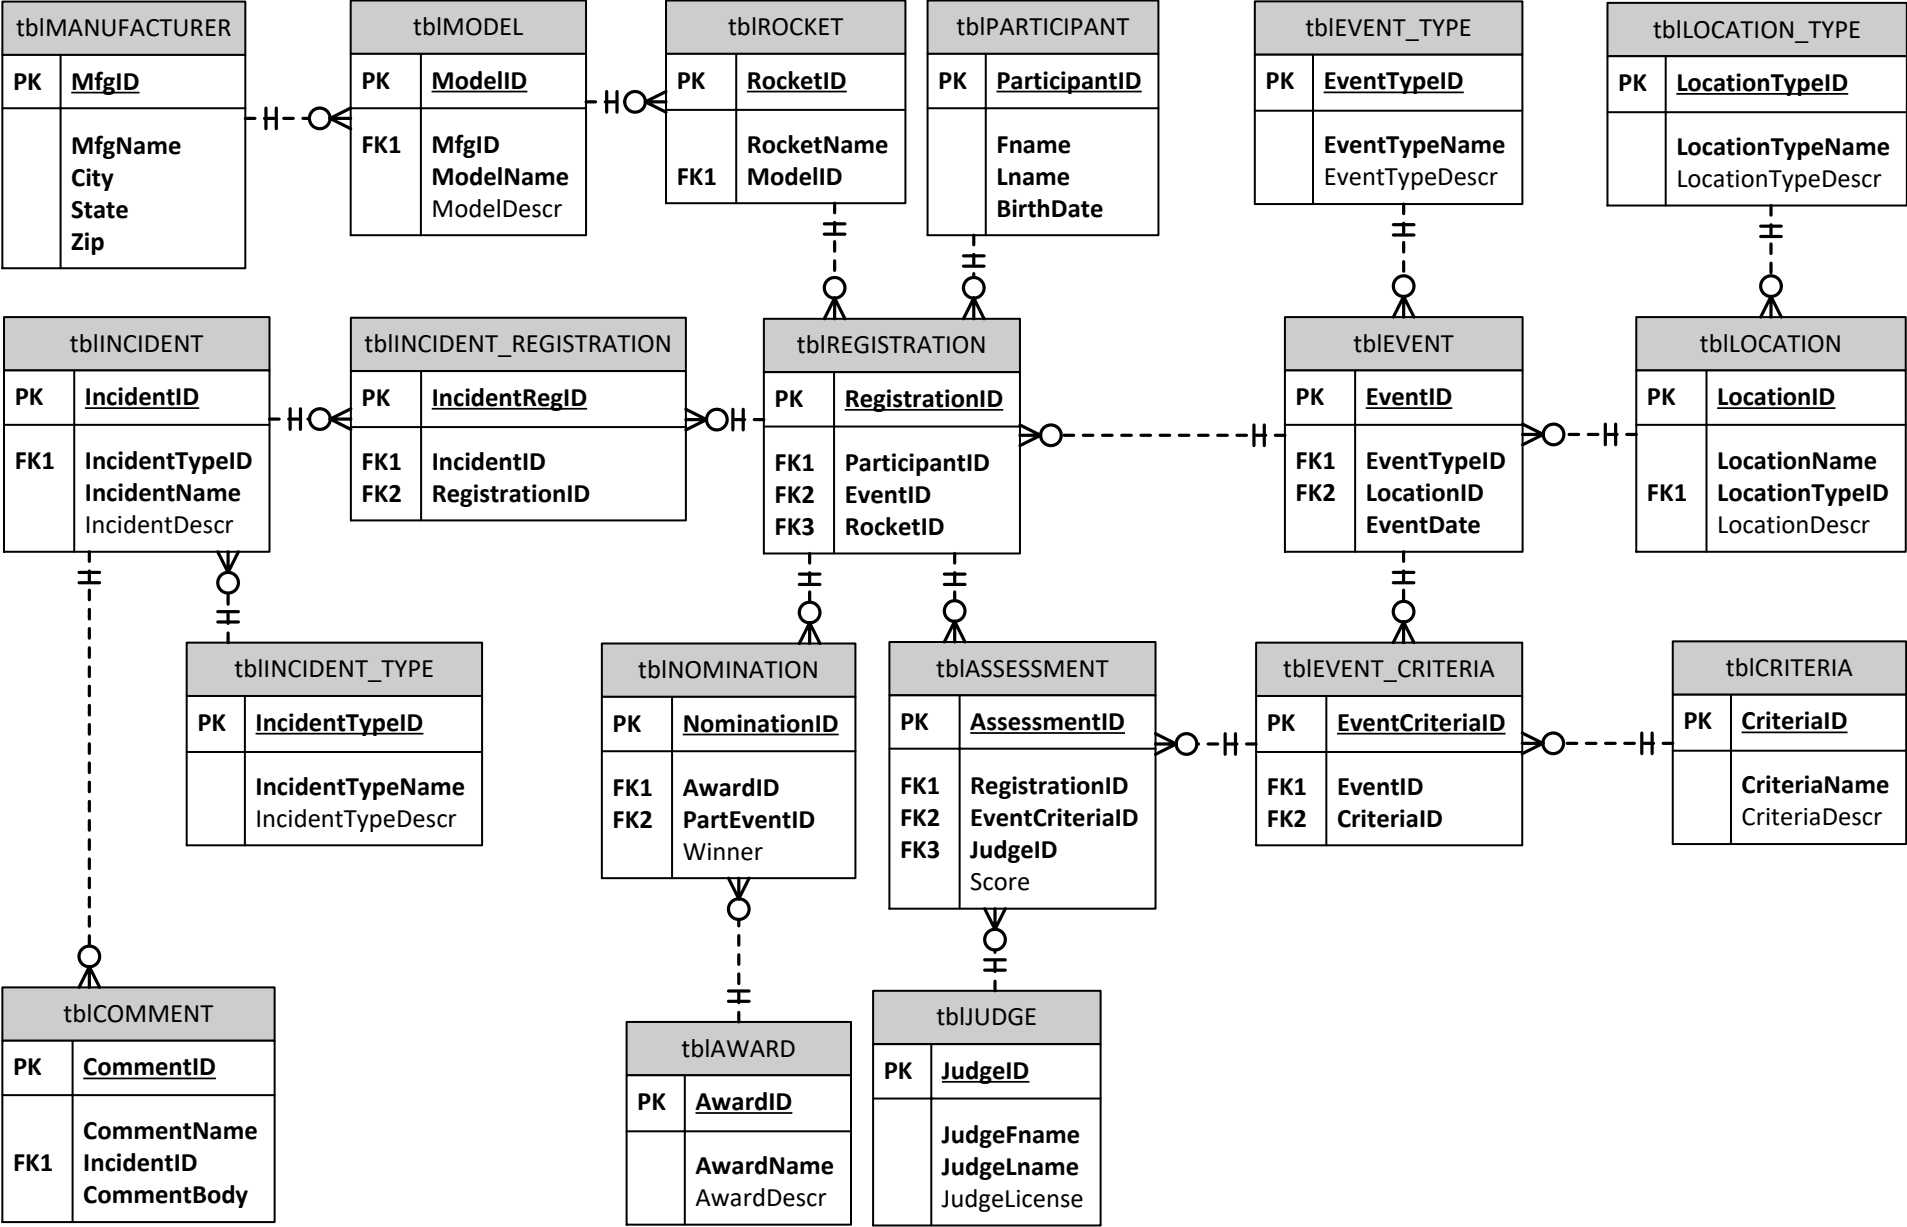 tblMANUFACTURER
PK MfgID
MfgName
City
State
Zip
tblMODEL
PK ModelID
FK1 MfgID
ModelName
ModelDescr
tblROCKET
PK RocketID
RocketName
FK1 ModelID
tblPARTICIPANT
PK ParticipantID
Fname
Lname
BirthDate
tblEVENT_TYPE
PK EventTypeID
EventTypeName
EventTypeDescr
tblLOCATION_TYPE
PK LocationTypeID
LocationTypeName
LocationTypeDescr
tblINCIDENT
PK IncidentID
FK1 IncidentTypeID
IncidentName
IncidentDescr
tblINCIDENT_REGISTRATION
PK IncidentRegID
FK1 IncidentID
FK2 RegistrationID
tblREGISTRATION
PK RegistrationID
FK1 ParticipantID
FK2 EventID
FK3 RocketID
tblEVENT
PK EventID
FK1 EventTypeID
FK2 LocationID
EventDate
tblLOCATION
PK LocationID
LocationName
FK1 LocationTypeID
LocationDescr
tblINCIDENT_TYPE
PK IncidentTypeID
IncidentTypeName
IncidentTypeDescr
tblNOMINATION
PK NominationID
FK1 AwardID
FK2 PartEventID
Winner
tblASSESSMENT
PK AssessmentID
FK1 RegistrationID
FK2 EventCriteriaID
FK3 JudgeID
Score
tblEVENT_CRITERIA
PK EventCriteriaID
FK1 EventID
FK2 CriteriaID
tblCRITERIA
PK CriteriaID
CriteriaName
CriteriaDescr
tblCOMMENT
PK CommentID
CommentName
FK1 IncidentID
CommentBody
tblAWARD
PK AwardID
AwardName
AwardDescr
tblJUDGE
PK JudgeID
JudgeFname
JudgeLname
JudgeLicense